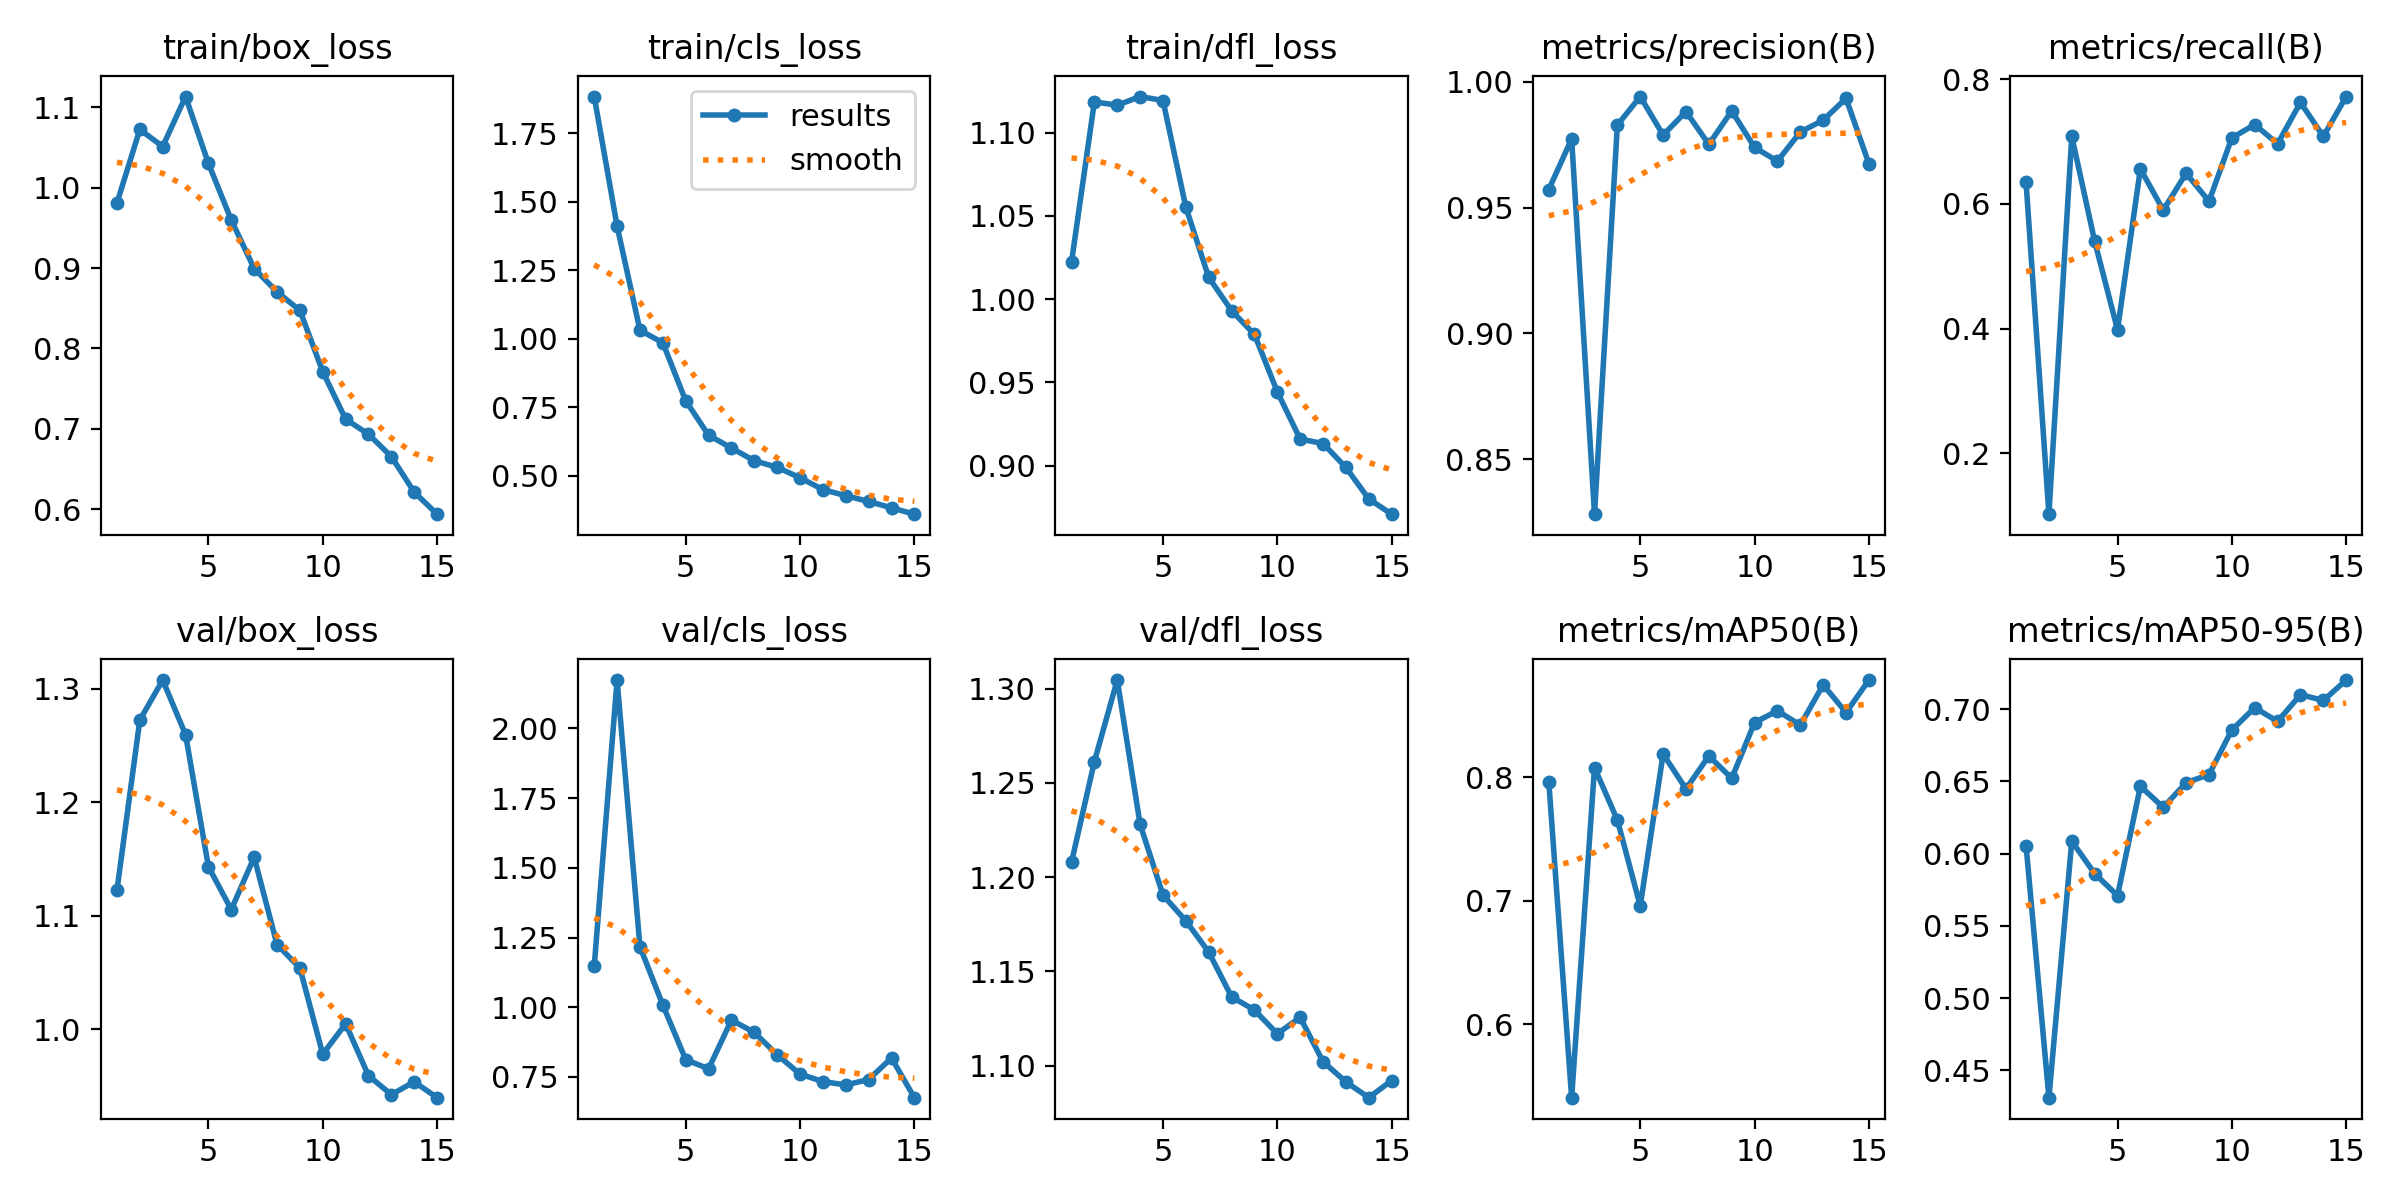 train/box_loss
1.1
1.0
0.9
0.8
0.7
0.6
5 10 15
train/cls_loss
results
smooth
1.75
1.50
1.25
1.00
0.75
0.50
5 10 15
train/dfl_loss
1.10
1.05
1.00
0.95
0.90
5 10 15
metrics/precision(B)
1.00
0.95
0.90
0.85
5 10 15
metrics/recall(B)
0.8
0.6
0.4
0.2
5 10 15
val/box_loss
1.3
1.2
1.1
1.0
5 10 15
val/cls_loss
2.00
1.75
1.50
1.25
1.00
0.75
5 10 15
val/dfl_loss
1.30
1.25
1.20
1.15
1.10
5 10 15
metrics/mAP50(B)
0.8
0.7
0.6
5 10 15
metrics/mAP50-95(B)
0.70
0.65
0.60
0.55
0.50
0.45
5 10 15